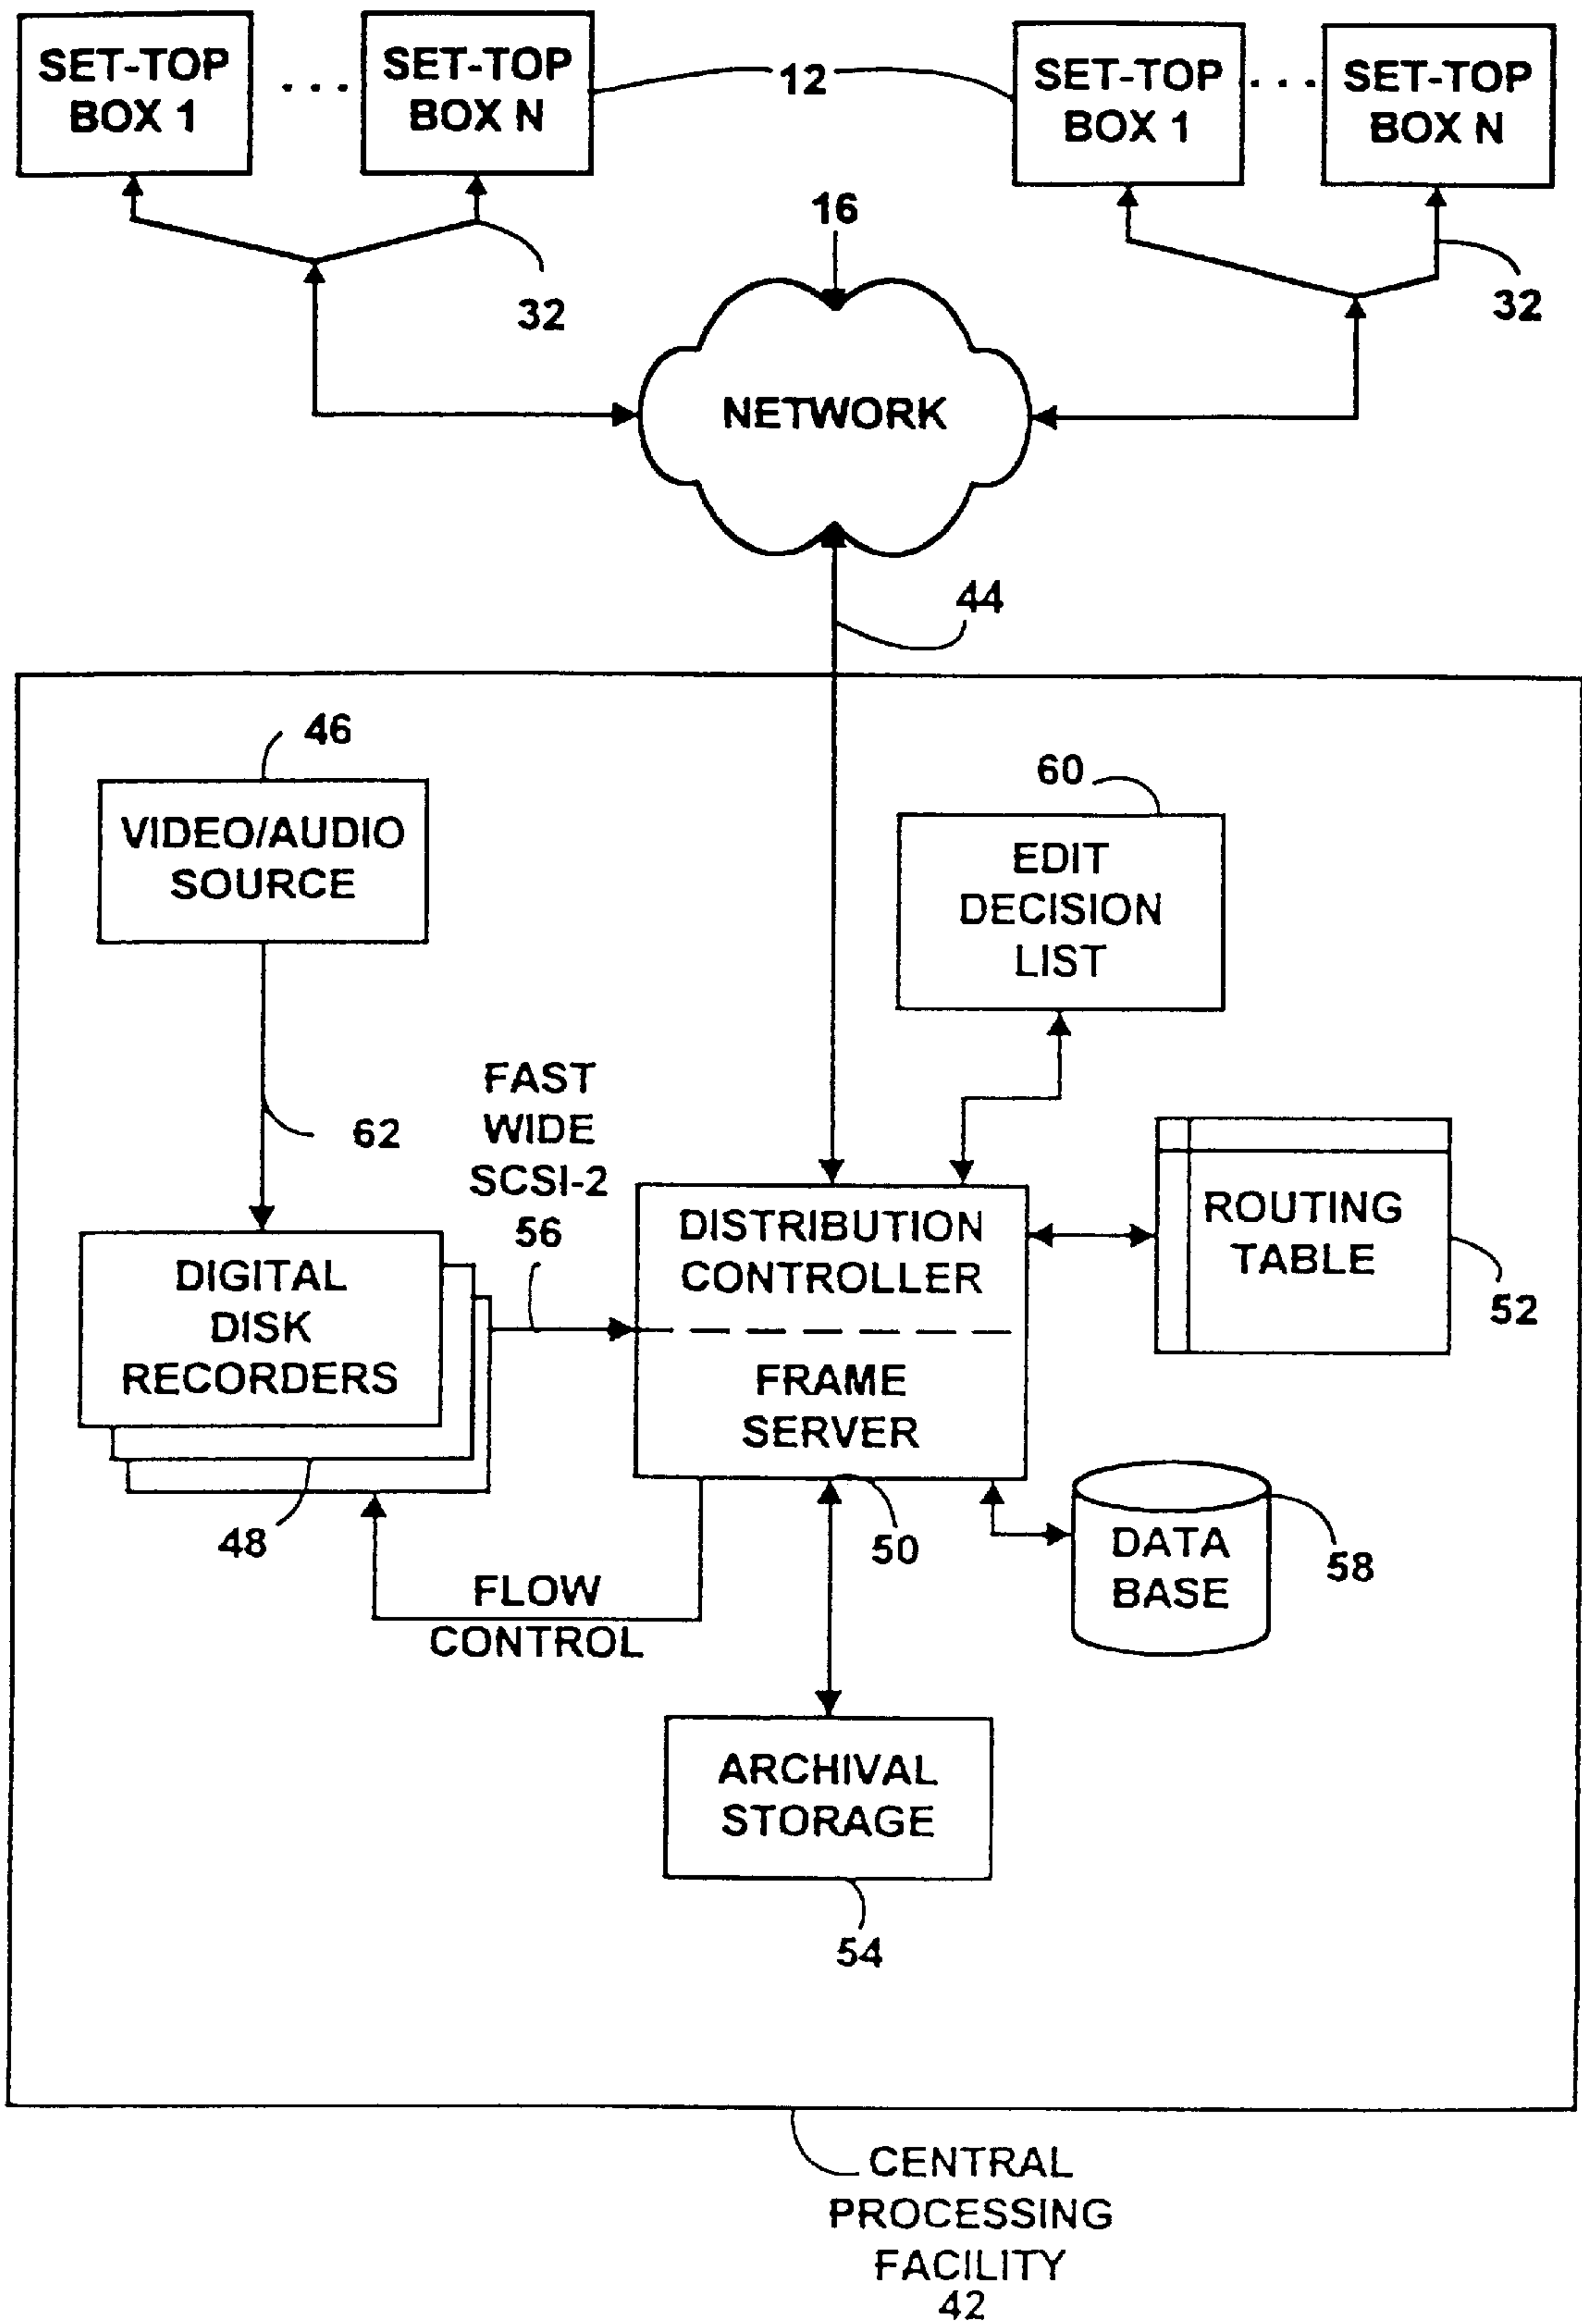 SET-TOP
BOX 1
. . .
SET-TOP
BOX N
12
SET-TOP
BOX 1
. . .
SET-TOP
BOX N
16
32
32
NETWORK
44
46
VIDEO/AUDIO
SOURCE
60
EDIT
DECISION
LIST
62
FAST
WIDE
SCSI-2
56
DIGITAL
DISK
RECORDERS
DISTRIBUTION
CONTROLLER
FRAME
SERVER
ROUTING
TABLE
52
48
50
DATA
BASE
58
FLOW
CONTROL
ARCHIVAL
STORAGE
54
CENTRAL
PROCESSING
FACILITY
42